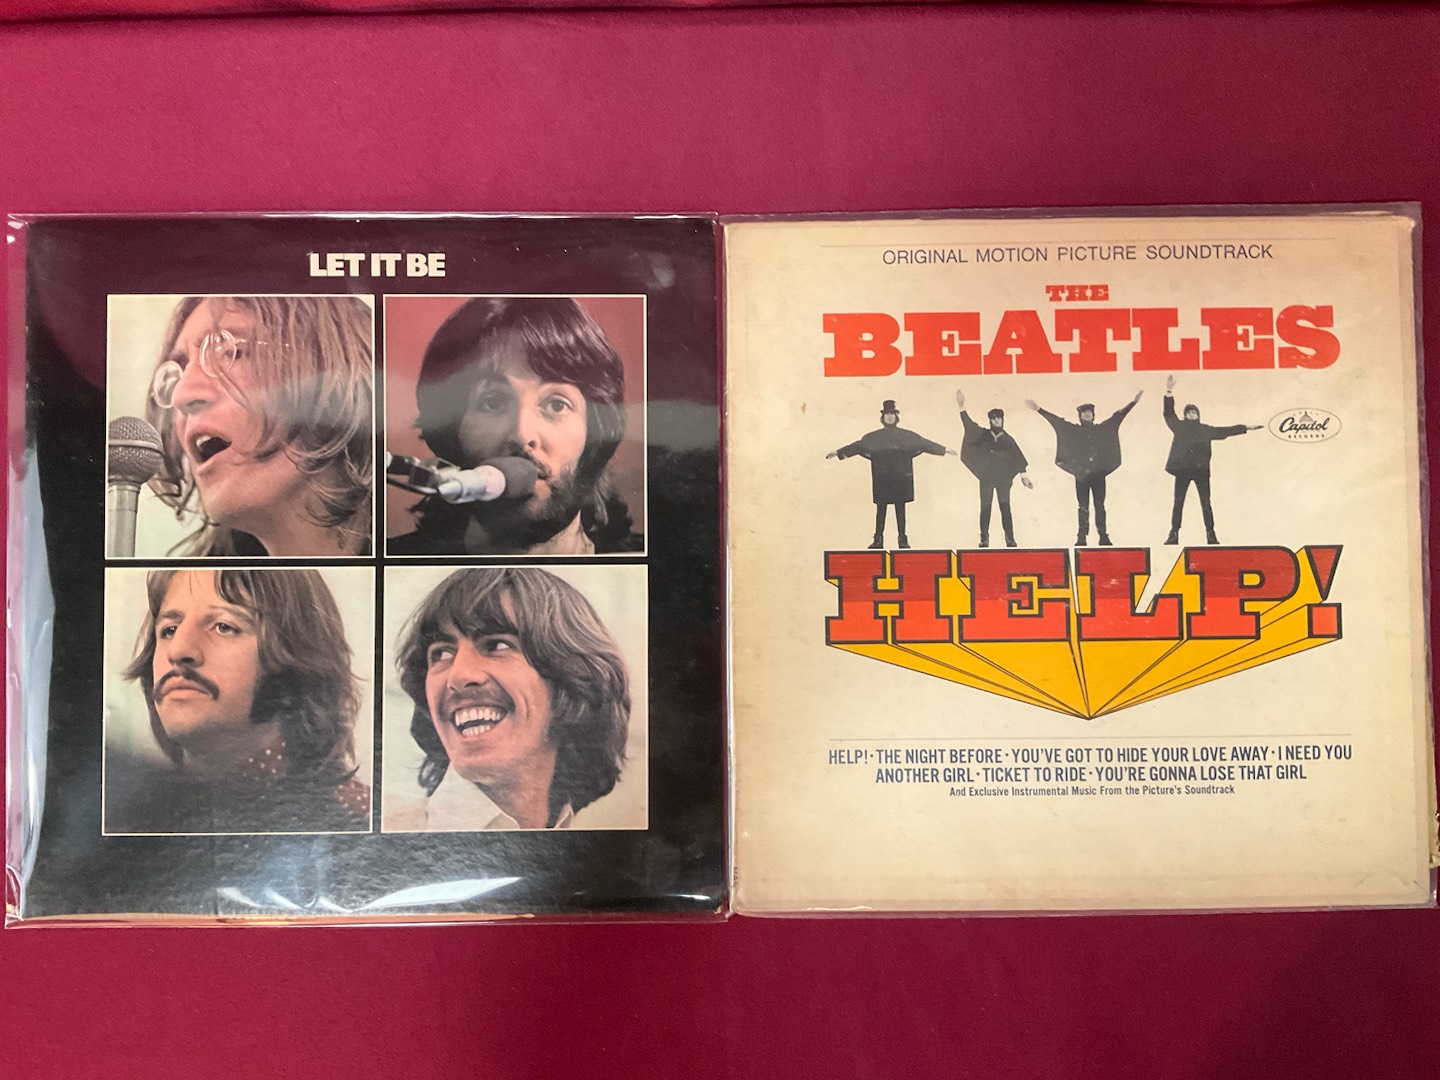 LET IT BE
ORIGINAL MOTION PICTURE SOUNDTRACK
THE
BEATLES
Capitol
RECORDS
HELP!
HELP! · THE NIGHT BEFORE · YOU'VE GOT TO HIDE YOUR LOVE AWAY · I NEED YOU
ANOTHER GIRL · TICKET TO RIDE · YOU'RE GONNA LOSE THAT GIRL
And Exclusive Instrumental Music From the Picture's Soundtrack